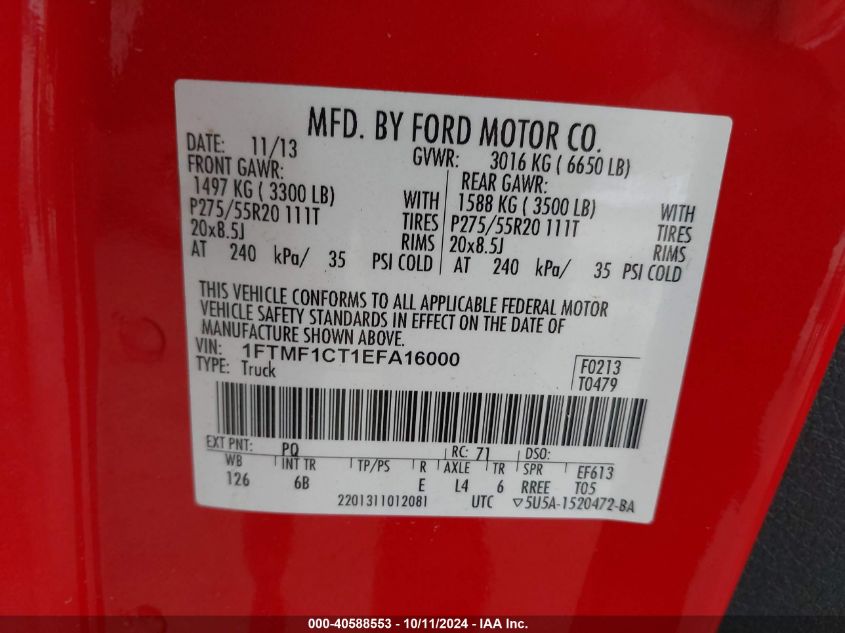 MFD. BY FORD MOTOR CO.
DATE: 11/13 GVWR: 3016 KG ( 6650 LB)
FRONT GAWR: REAR GAWR:
1497 KG ( 3300 LB) WITH 1588 KG ( 3500 LB) WITH
P275/55R20 111T TIRES P275/55R20 111T TIRES
20x8.5J RIMS 20x8.5J RIMS
AT 240 kPa/ 35 PSI COLD AT 240 kPa/ 35 PSI COLD
THIS VEHICLE CONFORMS TO ALL APPLICABLE FEDERAL MOTOR
VEHICLE SAFETY STANDARDS IN EFFECT ON THE DATE OF
MANUFACTURE SHOWN ABOVE.
VIN: 1FTMF1CT1EFA16000 F0213
TYPE: Truck T0479
EXT PNT: PQ RC: 71 DSO:
WB INT TR TP/PS R AXLE TR SPR EF613
126 6B E L4 6 RREE T05
2201311012081 UTC ▽5U5A-1520472-BA
000-40588553 - 10/11/2024 - IAA Inc.